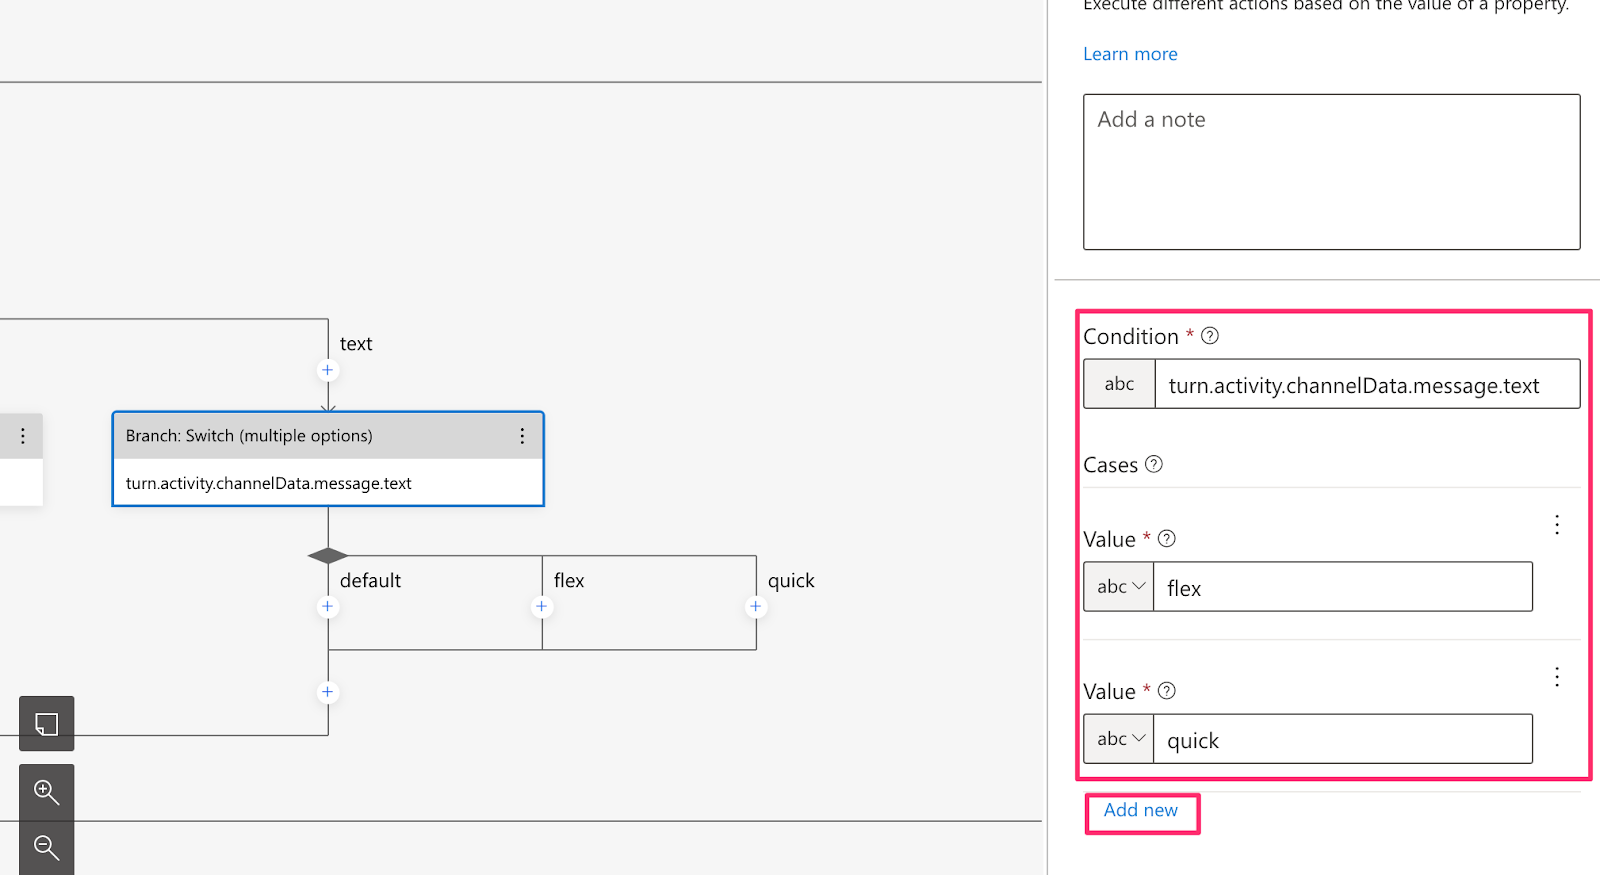 Execute different actions based on the value of a property.
Learn more
Add a note
text
Branch: Switch (multiple options)
turn.activity.channelData.message.text
default
flex
quick
Condition *
abc
turn.activity.channelData.message.text
Cases
Value *
abc
flex
Value *
abc
quick
Add new